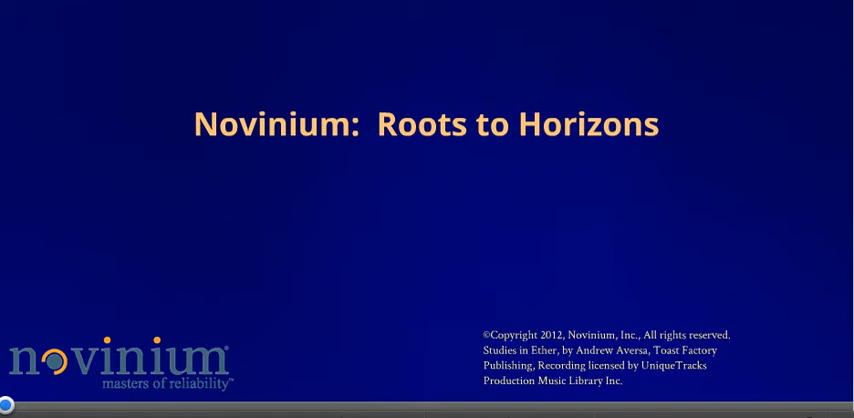 Novinium: Roots to Horizons
novinium®
masters of reliability™
©Copyright 2012, Novinium, Inc., All rights reserved.
Studies in Ether, by Andrew Aversa, Toast Factory
Publishing, Recording licensed by UniqueTracks
Production Music Library Inc.